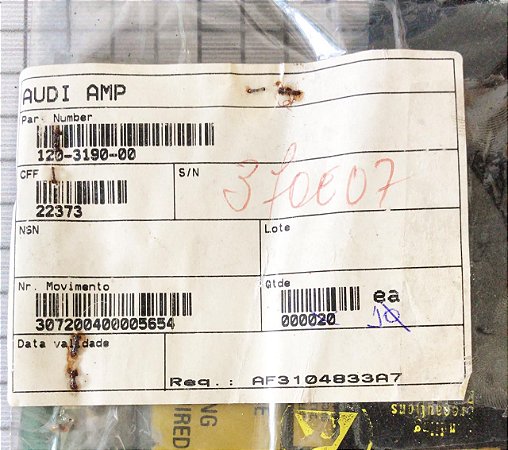 AUDI AMP
Par. Number
120-3190-00
CFF
22373
S/N
370E07
NSN
Lote
Nr. Movimento
307200400005654
Qtde
000020
ea
10
Data validade
Req.: AF3104833A7